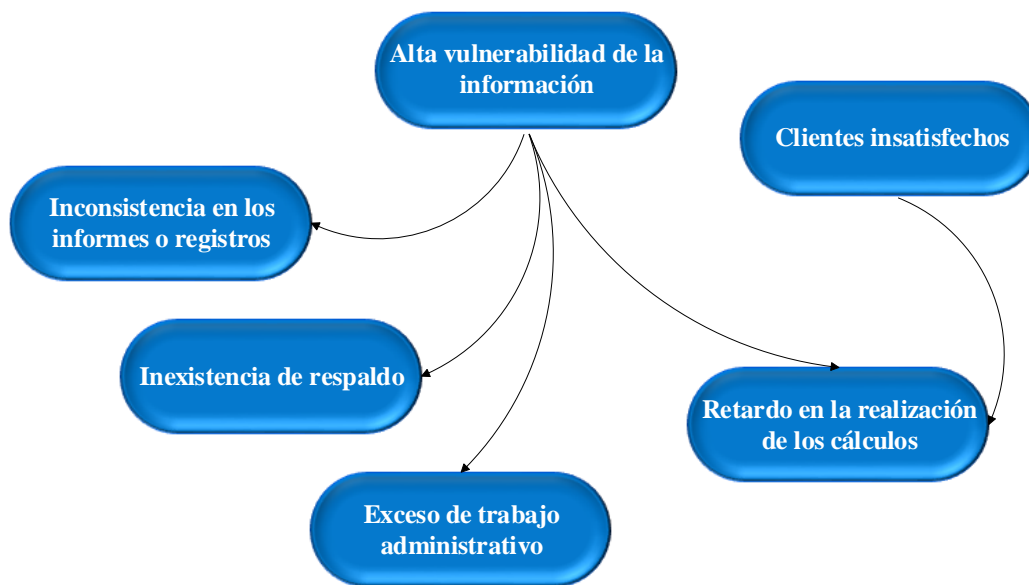 Alta vulnerabilidad de la
información
Clientes insatisfechos
Inconsistencia en los
informes o registros
Inexistencia de respaldo
Retardo en la realización
de los cálculos
Exceso de trabajo
administrativo